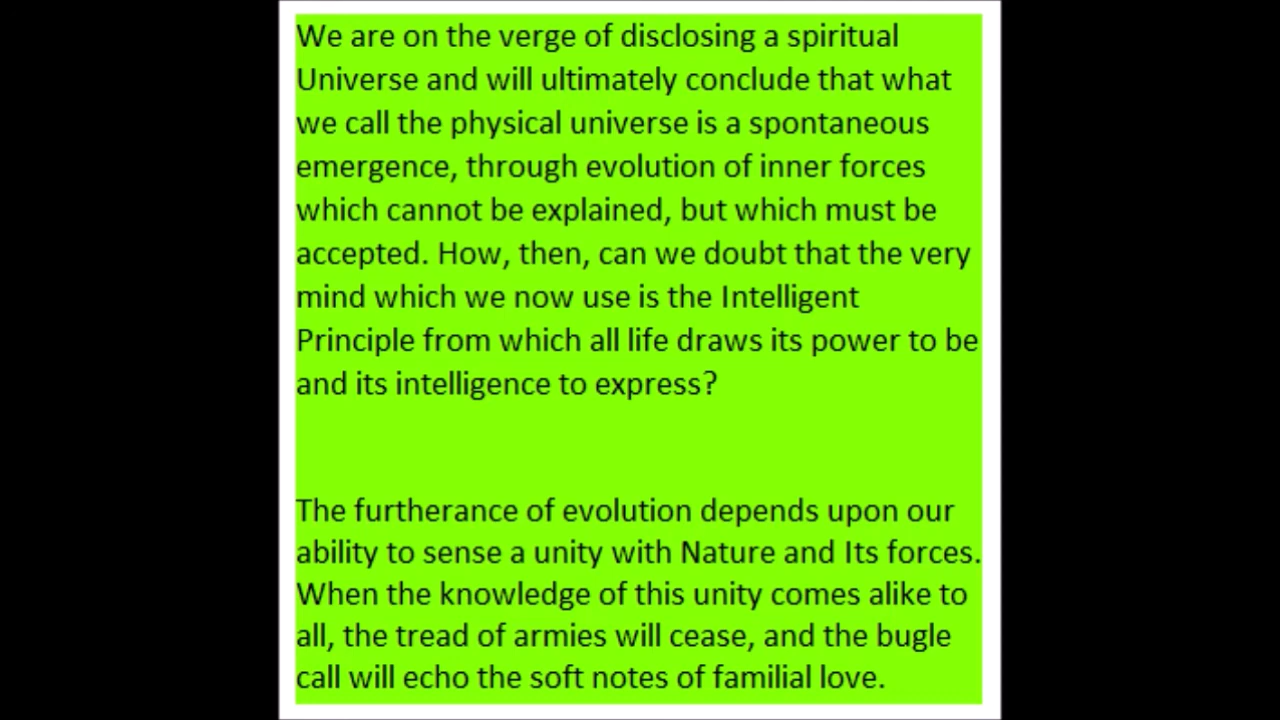 We are on the verge of disclosing a spiritual
Universe and will ultimately conclude that what
we call the physical universe is a spontaneous
emergence, through evolution of inner forces
which cannot be explained, but which must be
accepted. How, then, can we doubt that the very
mind which we now use is the Intelligent
Principle from which all life draws its power to be
and its intelligence to express?
The furtherance of evolution depends upon our
ability to sense a unity with Nature and Its forces.
When the knowledge of this unity comes alike to
all, the tread of armies will cease, and the bugle
call will echo the soft notes of familial love.